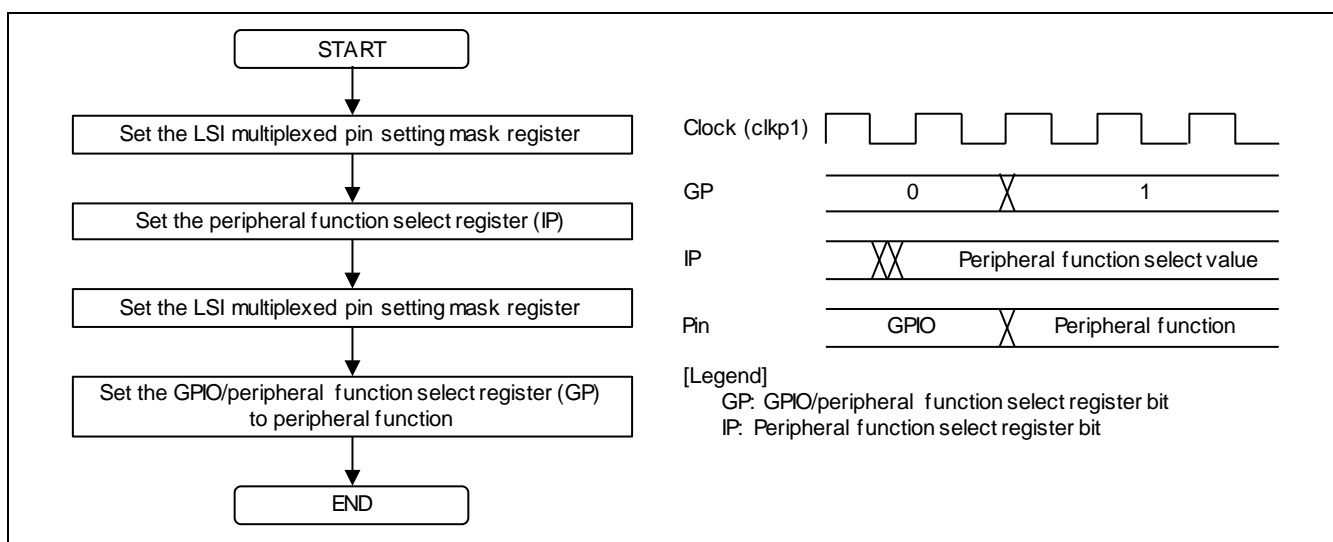 START
Set the LSI multiplexed pin setting mask register
Set the peripheral function select register (IP)
Set the LSI multiplexed pin setting mask register
Set the GPIO/peripheral function select register (GP)
to peripheral function
END
Clock (clkp1)
GP
0
1
IP
Peripheral function select value
Pin
GPIO
Peripheral function
[Legend]
GP: GPIO/peripheral function select register bit
IP: Peripheral function select register bit